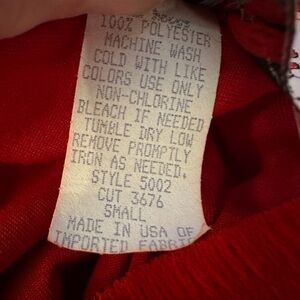 100% POLYESTER
MACHINE WASH
COLD WITH LIKE
COLORS USE ONLY
NON-CHLORINE
BLEACH IF NEEDED
TUMBLE DRY LOW
REMOVE PROMPTLY
IRON AS NEEDED.
STYLE 5002
CUT 3676
SMALL
MADE IN USA OF
IMPORTED FABRIC